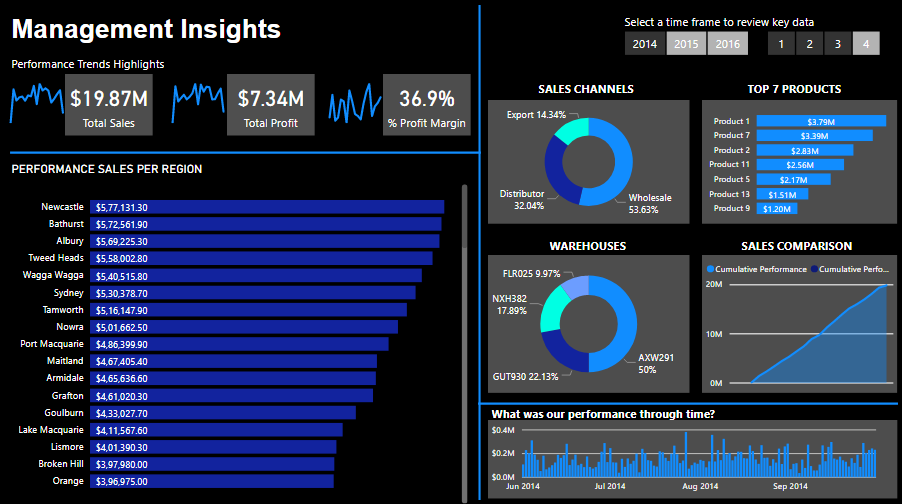 Management Insights
Select a time frame to review key data
2014 2015 2016 1 2 3 4
Performance Trends Highlights
$19.87M
Total Sales
$7.34M
Total Profit
36.9%
% Profit Margin
PERFORMANCE SALES PER REGION
Newcastle $5,77,131.30
Bathurst $5,72,561.90
Albury $5,69,225.30
Tweed Heads $5,58,002.80
Wagga Wagga $5,40,515.80
Sydney $5,30,378.70
Tamworth $5,16,147.90
Nowra $5,01,662.50
Port Macquarie $4,86,399.90
Maitland $4,67,405.40
Armidale $4,65,636.60
Grafton $4,61,020.30
Goulburn $4,33,027.70
Lake Macquarie $4,11,567.60
Lismore $4,01,390.30
Broken Hill $3,97,980.00
Orange $3,96,975.00
SALES CHANNELS
Export 14.34%
Distributor
32.04%
Wholesale
53.63%
TOP 7 PRODUCTS
Product 1 $3.79M
Product 7 $3.39M
Product 2 $2.83M
Product 11 $2.56M
Product 5 $2.17M
Product 13 $1.51M
Product 9 $1.20M
WAREHOUSES
FLR025 9.97%
NXH382
17.89%
GUT930 22.13%
AXW291
50%
SALES COMPARISON
Cumulative Performance Cumulative Perfo...
20M
10M
0M
What was our performance through time?
$0.4M
$0.2M
$0.0M
Jun 2014 Jul 2014 Aug 2014 Sep 2014